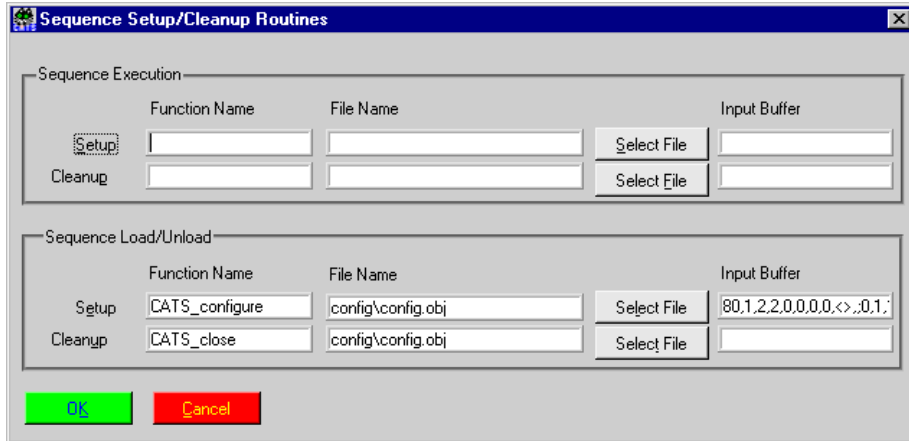 Sequence Setup/Cleanup Routines
Sequence Execution
Function Name File Name Input Buffer
Setup Select File
Cleanup Select File
Sequence Load/Unload
Function Name File Name Input Buffer
Setup CATS_configure config\config.obj Select File 80,1,2,2,0,0,0,0,<>,;0,1,
Cleanup CATS_close config\config.obj Select File
OK Cancel